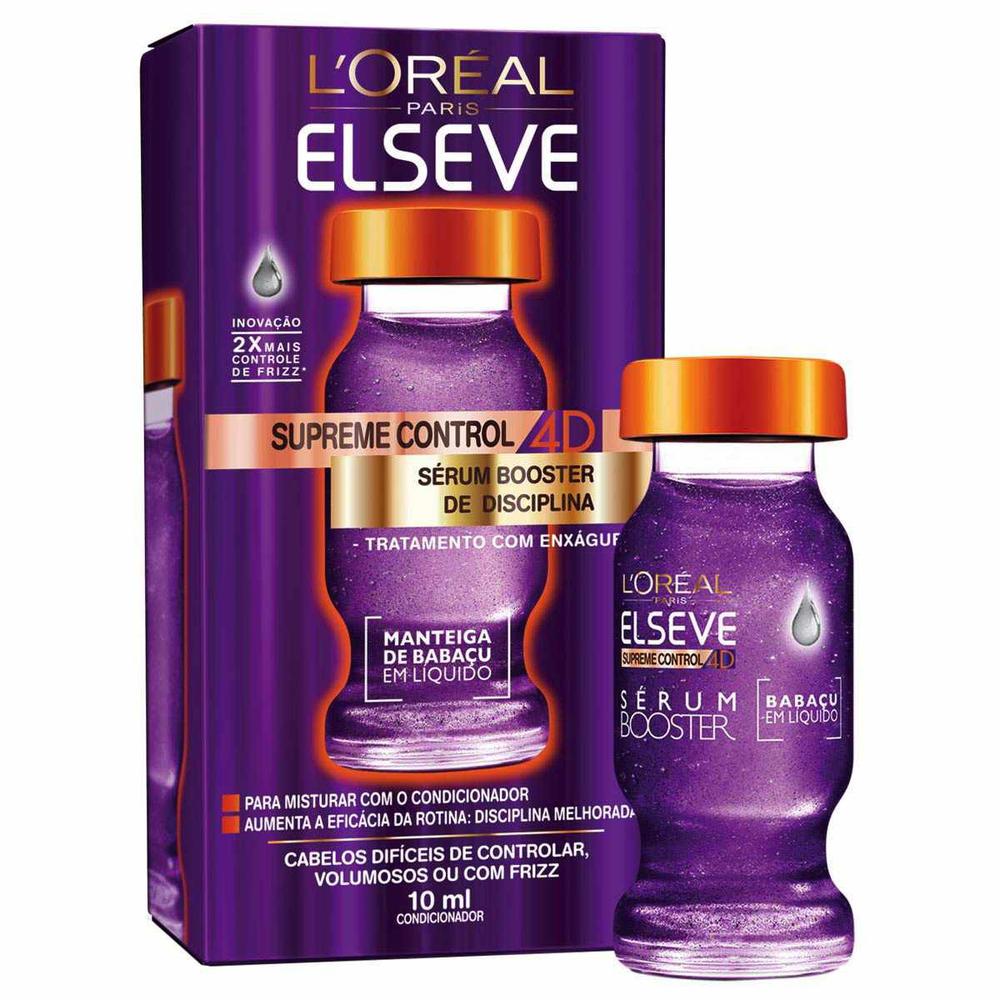 L'ORÉAL
PARIS
ELSEVE
INOVAÇÃO
2X MAIS
CONTROLE
DE FRIZZ*
SUPREME CONTROL 4D
SÉRUM BOOSTER
DE DISCIPLINA
- TRATAMENTO COM ENXÁGUE
MANTEIGA
DE BABAÇU
EM LÍQUIDO
PARA MISTURAR COM O CONDICIONADOR
AUMENTA A EFICÁCIA DA ROTINA: DISCIPLINA MELHORADA
CABELOS DIFÍCEIS DE CONTROLAR,
VOLUMOSOS OU COM FRIZZ
10 ml
CONDICIONADOR
L'ORÉAL
PARIS
ELSEVE
SUPREME CONTROL 4D
SÉRUM
BOOSTER
BABAÇU
EM LÍQUIDO